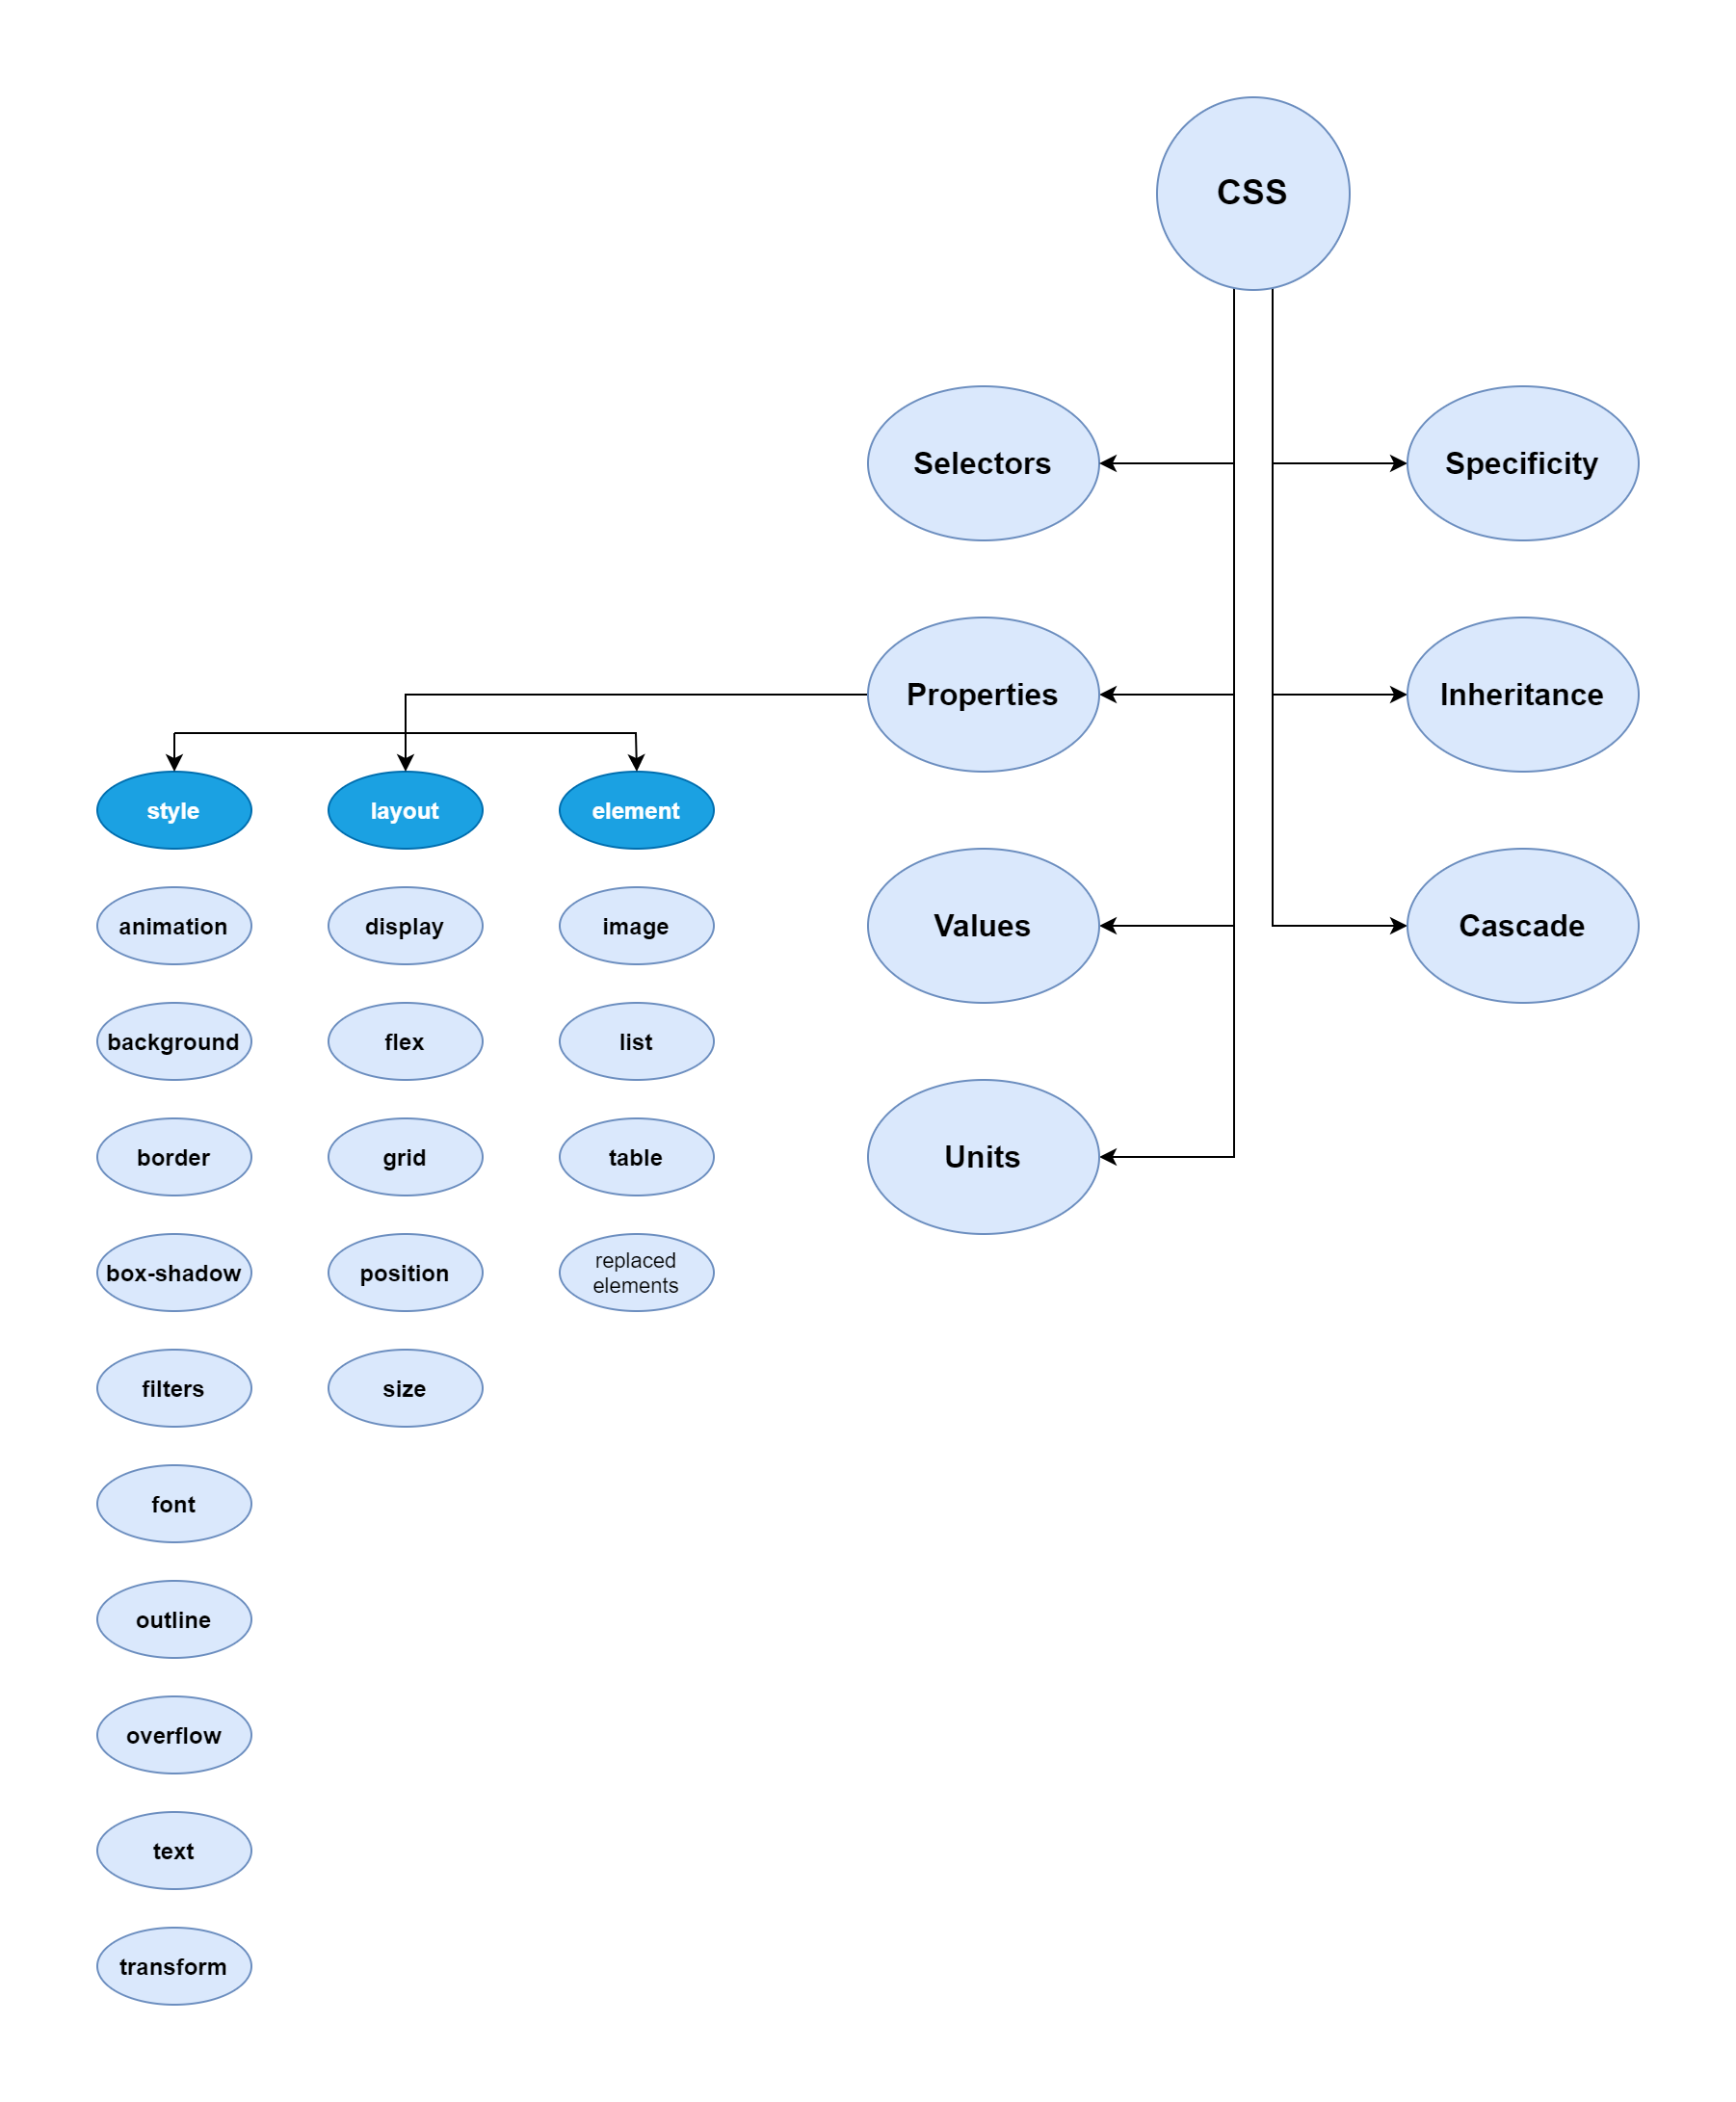 CSS
Selectors
Specificity
Properties
Inheritance
style
layout
element
animation
display
image
Values
Cascade
background
flex
list
border
grid
table
Units
box-shadow
position
replaced
elements
filters
size
font
outline
overflow
text
transform